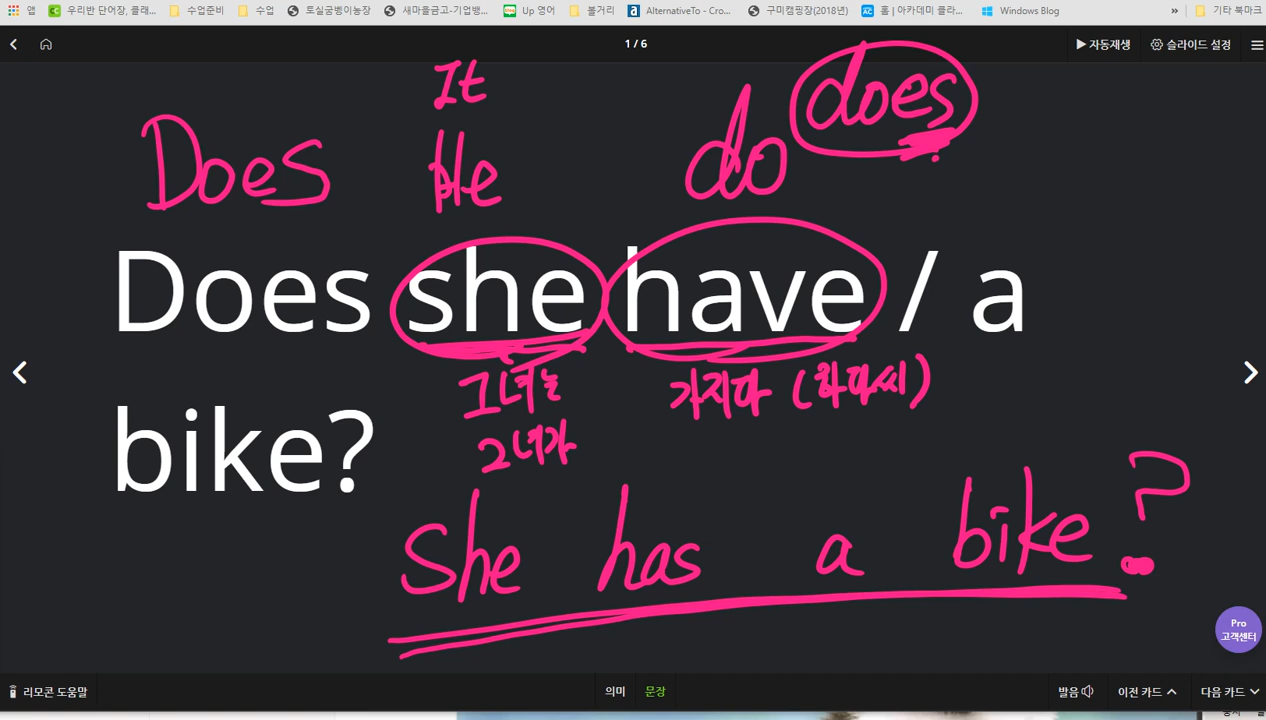 앱 우리반 단어장, 클래... 수업준비 수업 토실굼벵이농장 새마을금고-기업뱅... Up 영어 볼거리 AlternativeTo - Cro... 구미캠핑장(2018년) 홈 | 아카데미 클라... Windows Blog » 기타 북마크
1 / 6 자동재생 슬라이드 설정
It
does
Does He do
Does she have / a
그녀는 가지다 (
그녀가
bike?
She has a bike ?
Pro
고객센터
리모콘 도움말 의미 문장 발음 이전 카드 다음 카드